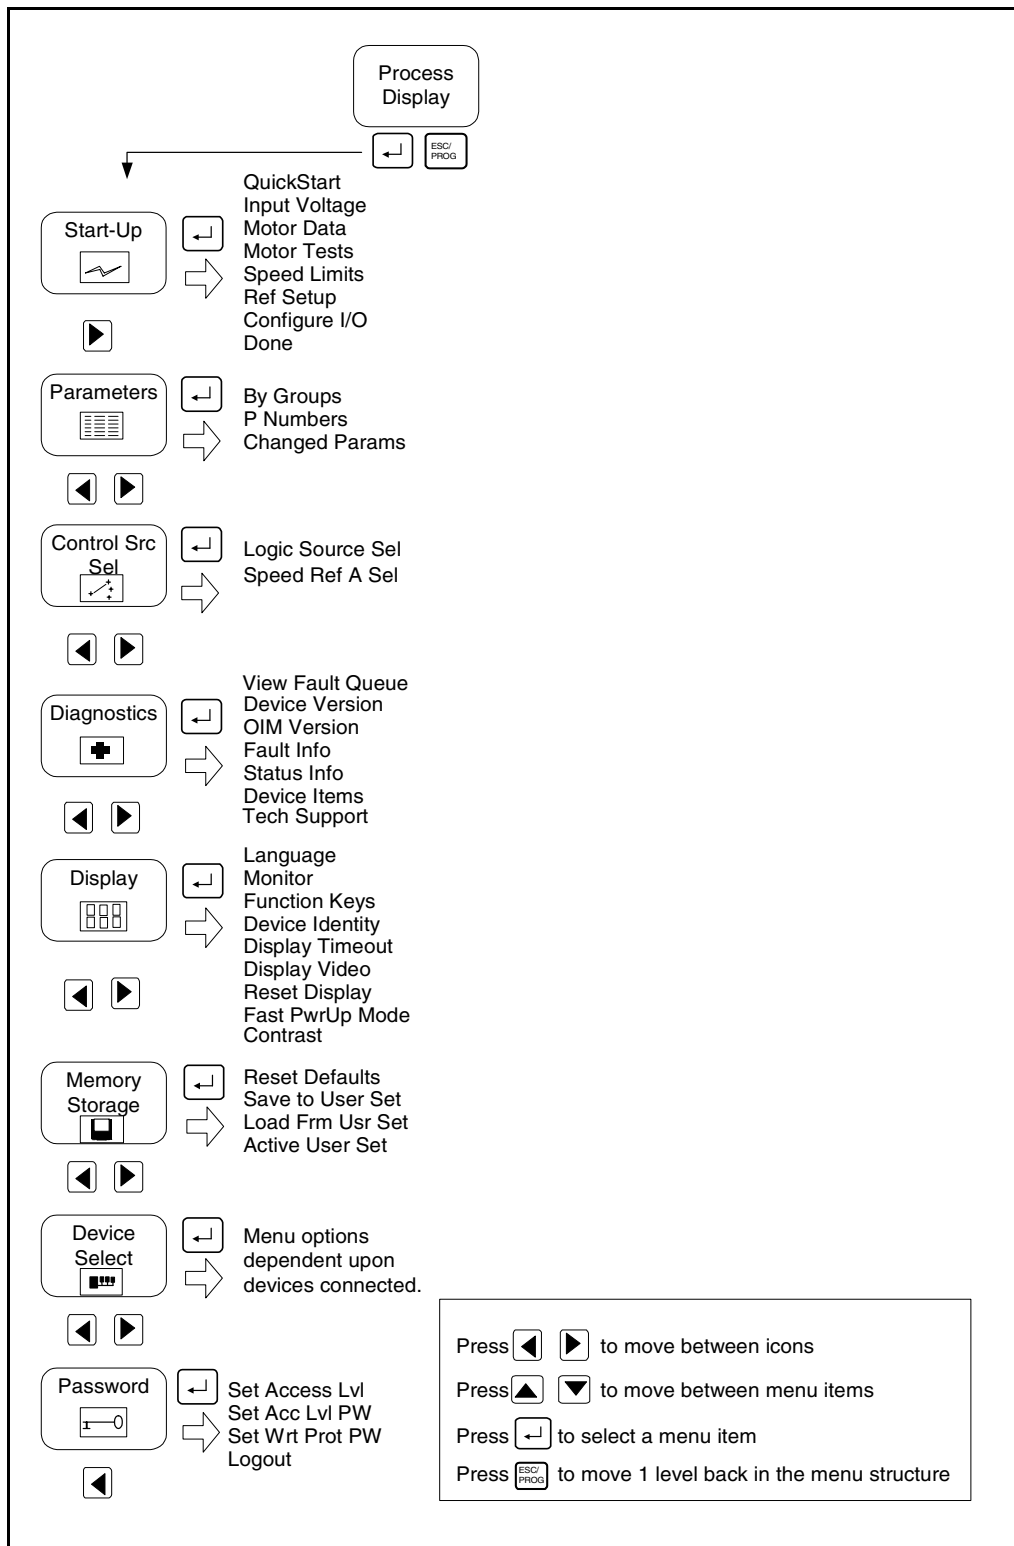 Process
Display
ESC/
PROG
Start-Up
QuickStart
Input Voltage
Motor Data
Motor Tests
Speed Limits
Ref Setup
Configure I/O
Done
Parameters
By Groups
P Numbers
Changed Params
Control Src
Sel
Logic Source Sel
Speed Ref A Sel
Diagnostics
View Fault Queue
Device Version
OIM Version
Fault Info
Status Info
Device Items
Tech Support
Display
Language
Monitor
Function Keys
Device Identity
Display Timeout
Display Video
Reset Display
Fast PwrUp Mode
Contrast
Memory
Storage
Reset Defaults
Save to User Set
Load Frm Usr Set
Active User Set
Device
Select
Menu options
dependent upon
devices connected.
Password
Set Access Lvl
Set Acc Lvl PW
Set Wrt Prot PW
Logout
Press to move between icons
Press to move between menu items
Press to select a menu item
Press ESC/ PROG to move 1 level back in the menu structure